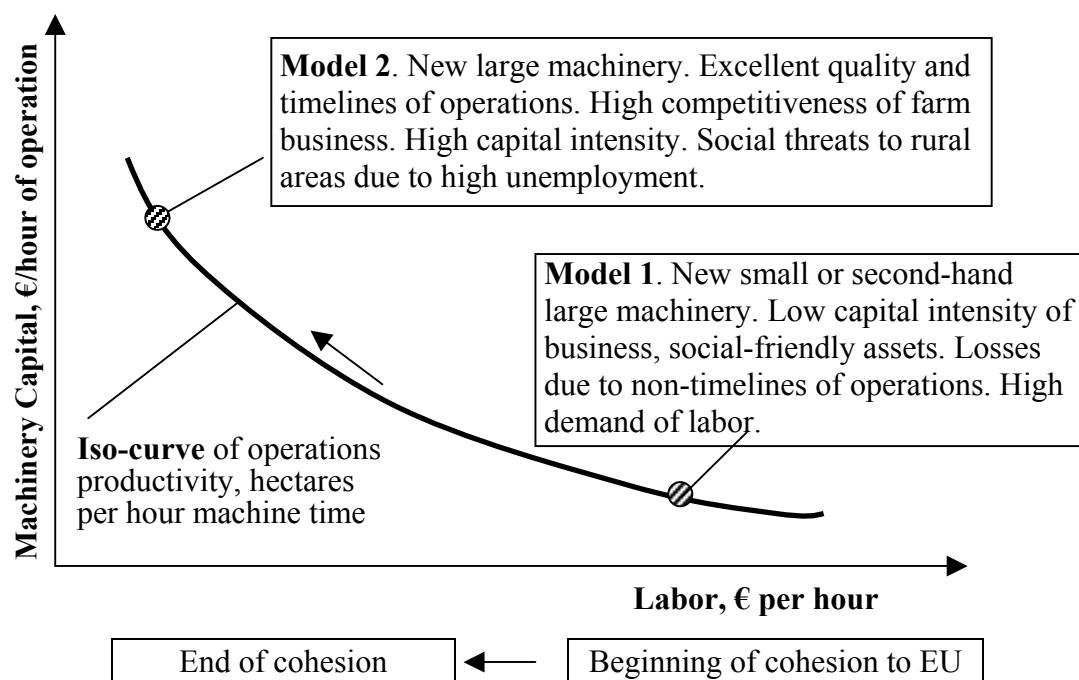 Machinery Capital, €/hour of operation
Model 2. New large machinery. Excellent quality and
timelines of operations. High competitiveness of farm
business. High capital intensity. Social threats to rural
areas due to high unemployment.
Model 1. New small or second-hand
large machinery. Low capital intensity of
business, social-friendly assets. Losses
due to non-timelines of operations. High
demand of labor.
Iso-curve of operations
productivity, hectares
per hour machine time
Labor, € per hour
End of cohesion
Beginning of cohesion to EU